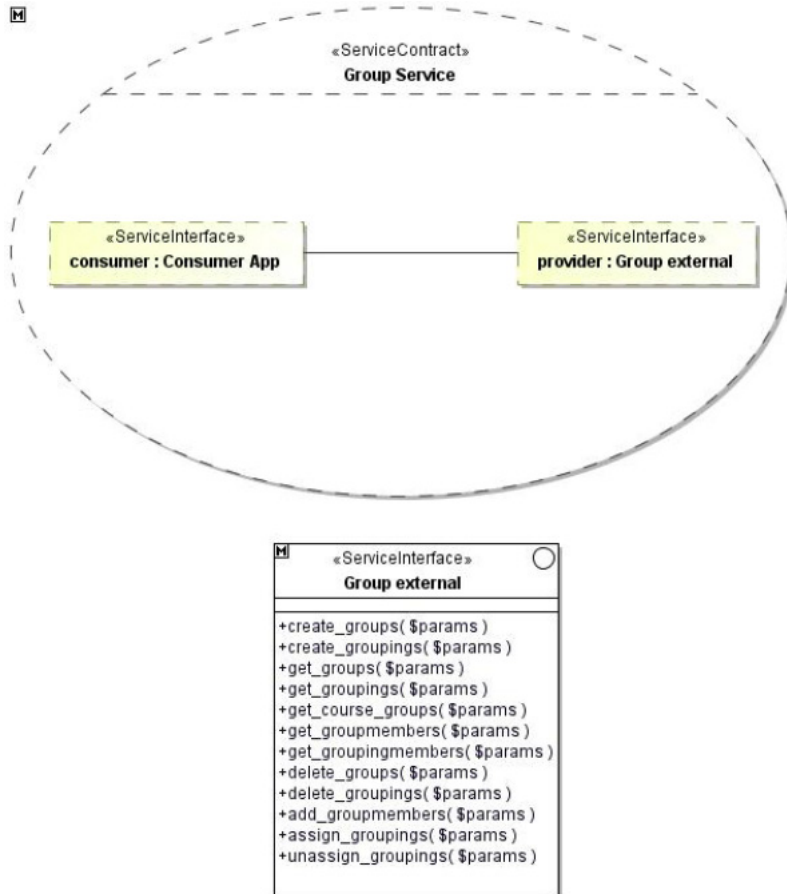 M
«ServiceContract»
Group Service
«ServiceInterface»
consumer : Consumer App
«ServiceInterface»
provider : Group external
M
«ServiceInterface»
Group external
+create_groups( $params )
+create_groupings( $params )
+get_groups( $params )
+get_groupings( $params )
+get_course_groups( $params )
+get_groupmembers( $params )
+get_groupingmembers( $params )
+delete_groups( $params )
+delete_groupings( $params )
+add_groupmembers( $params )
+assign_groupings( $params )
+unassign_groupings( $params )